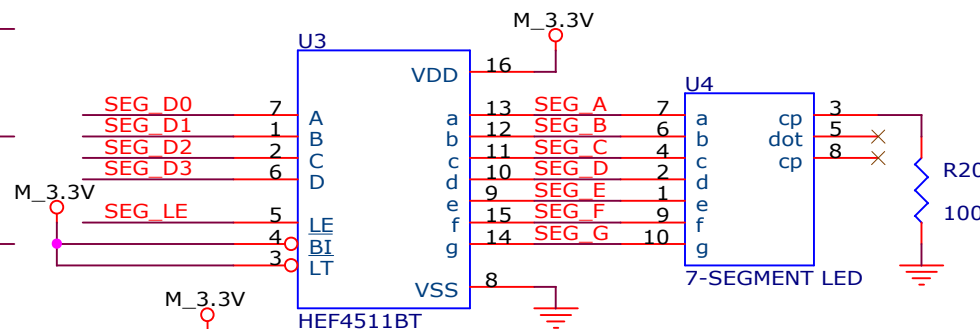 M_3.3V
U3
VDD 16
U4
SEG_D0 7 A a 13 SEG_A 7 a cp 3
SEG_D1 1 B b 12 SEG_B 6 b dot 5
SEG_D2 2 C c 11 SEG_C 4 c cp 8
SEG_D3 6 D d 10 SEG_D 2 d
R20
M_3.3V
e 9 SEG_E 1 e
SEG_LE 5 LE f 15 SEG_F 9 f
100
4 BI g 14 SEG_G 10 g
3 LT
7-SEGMENT LED
VSS 8
M_3.3V
HEF4511BT